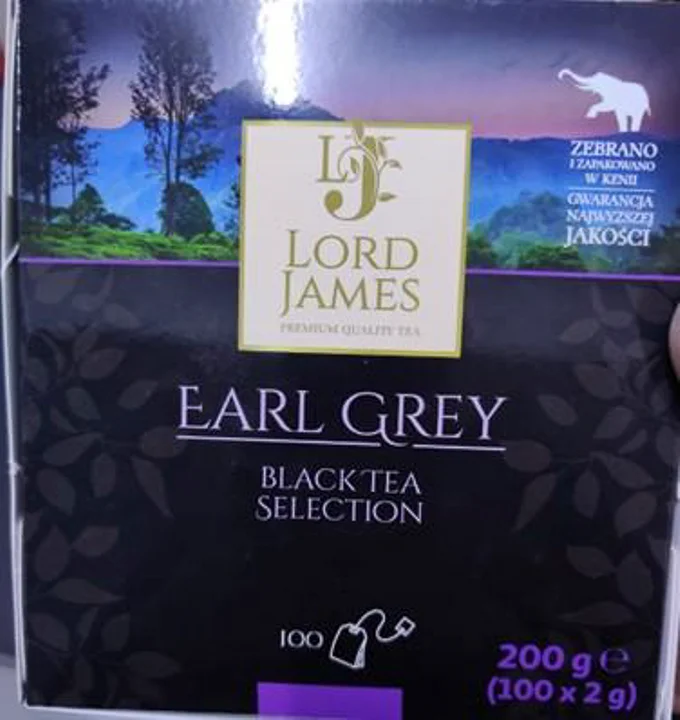 ZEBRANO
I ZAPAKOWANO
W KENII
GWARANCJA
NAJWYŻSZEJ
JAKOŚCI
LJ
LORD
JAMES
PREMIUM QUALITY TEA
EARL GREY
BLACK TEA
SELECTION
100
200 g ℮
(100 x 2 g)